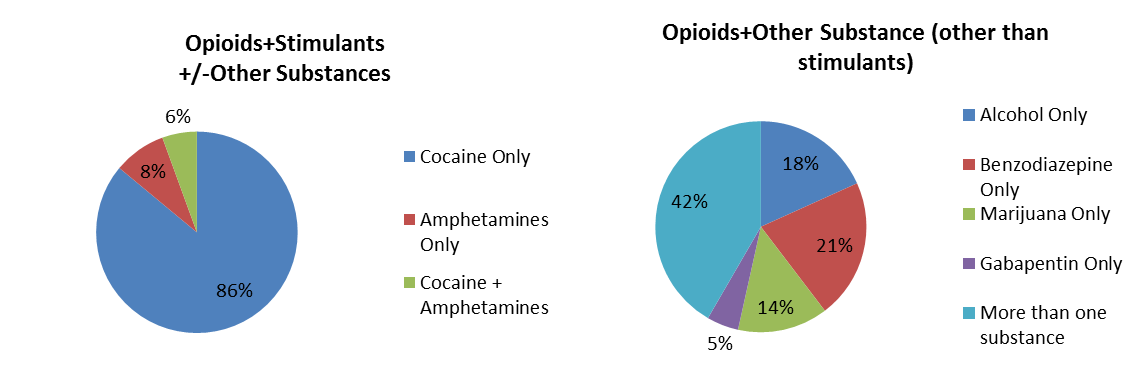 Opioids+Stimulants
+/-Other Substances
6%
8%
86%
Cocaine Only
Amphetamines
Only
Cocaine +
Amphetamines
Opioids+Other Substance (other than
stimulants)
18%
21%
14%
5%
42%
Alcohol Only
Benzodiazepine
Only
Marijuana Only
Gabapentin Only
More than one
substance